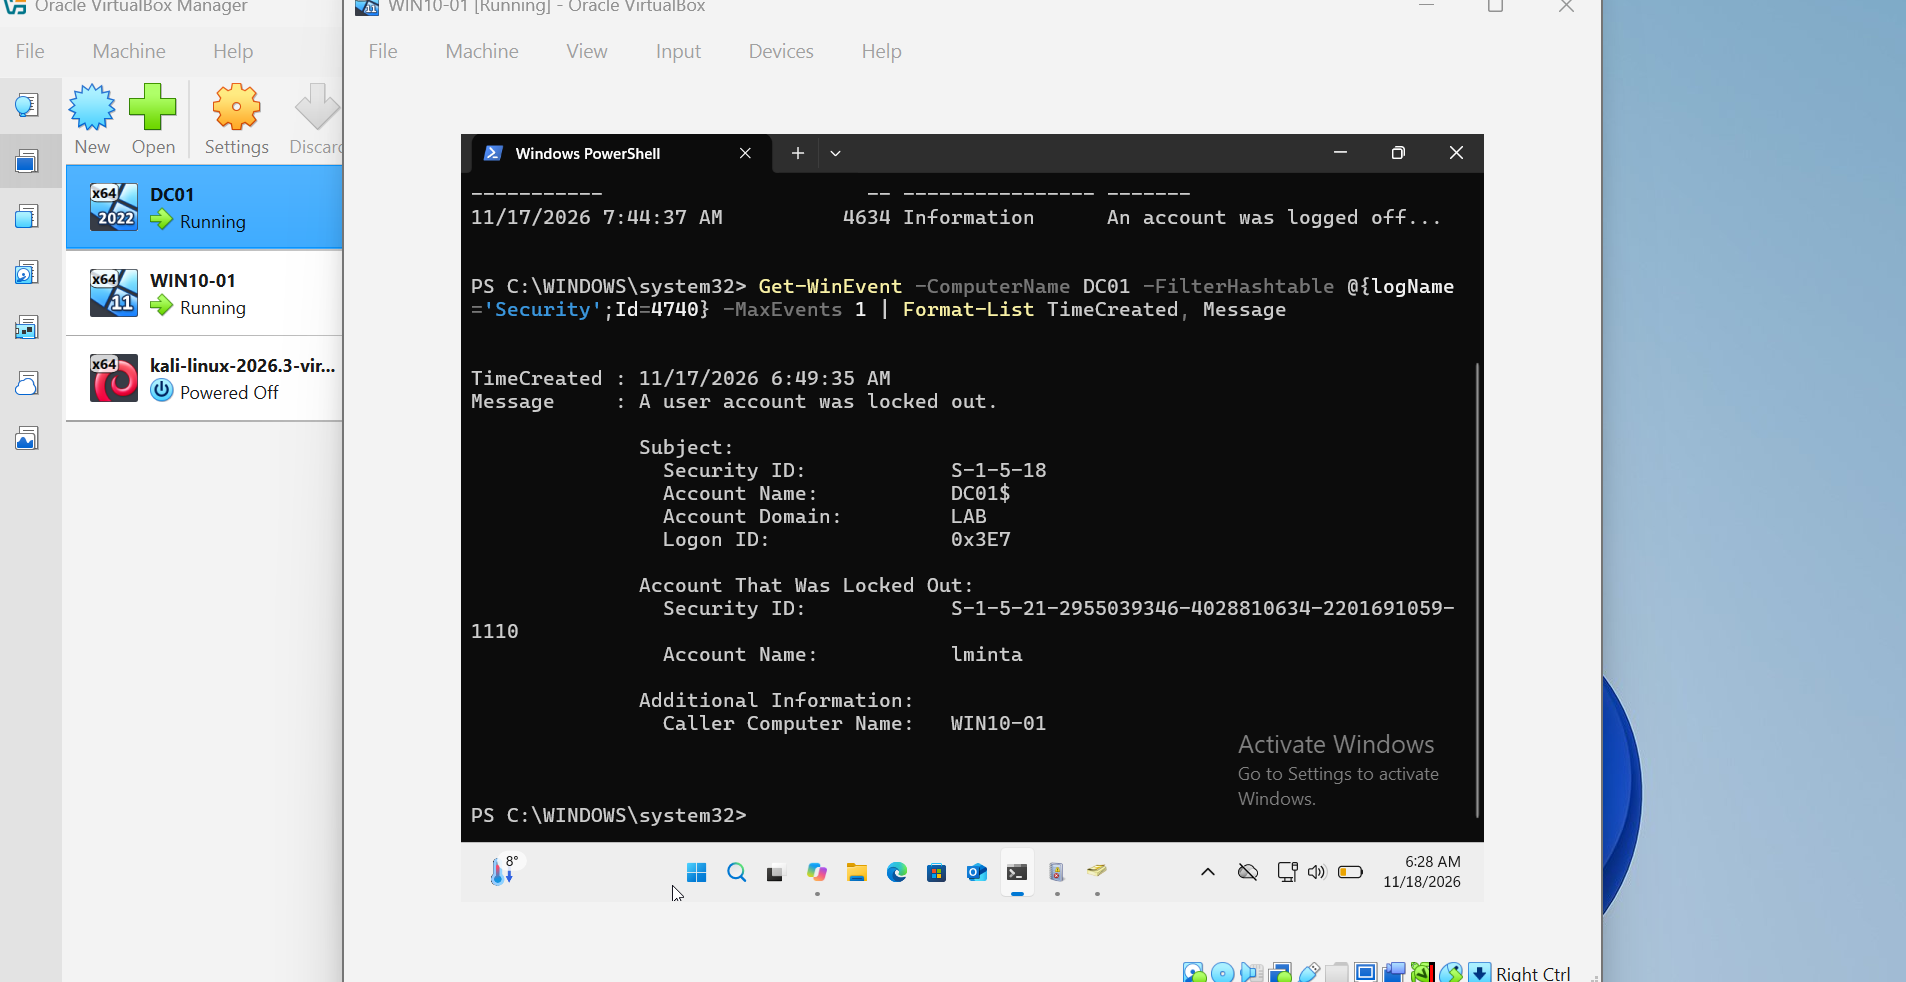 Oracle VirtualBox Manager
File Machine Help
New Open Settings Discard
x64 2022 DC01
Running
x64 11 WIN10-01
Running
x64 kali-linux-2026.3-vir...
Powered Off
WIN10-01 [Running] - Oracle VirtualBox
File Machine View Input Devices Help
Windows PowerShell
----------- -- ---------------- -------
11/17/2026 7:44:37 AM 4634 Information An account was logged off...
PS C:\WINDOWS\system32> Get-WinEvent -ComputerName DC01 -FilterHashtable @{logName
='Security';Id=4740} -MaxEvents 1 | Format-List TimeCreated, Message
TimeCreated : 11/17/2026 6:49:35 AM
Message : A user account was locked out.
Subject:
Security ID: S-1-5-18
Account Name: DC01$
Account Domain: LAB
Logon ID: 0x3E7
Account That Was Locked Out:
Security ID: S-1-5-21-2955039346-4028810634-2201691059-
1110
Account Name: lminta
Additional Information:
Caller Computer Name: WIN10-01
Activate Windows
Go to Settings to activate
Windows.
PS C:\WINDOWS\system32>
8°
6:28 AM
11/18/2026
Right Ctrl